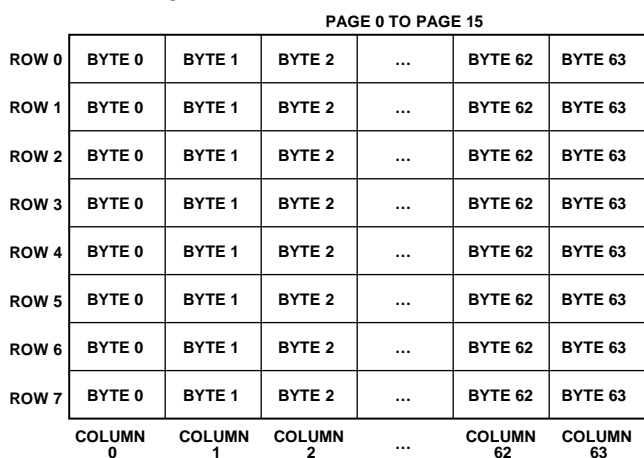 PAGE 0 TO PAGE 15
ROW 0 BYTE 0 BYTE 1 BYTE 2 … BYTE 62 BYTE 63
ROW 1 BYTE 0 BYTE 1 BYTE 2 … BYTE 62 BYTE 63
ROW 2 BYTE 0 BYTE 1 BYTE 2 … BYTE 62 BYTE 63
ROW 3 BYTE 0 BYTE 1 BYTE 2 … BYTE 62 BYTE 63
ROW 4 BYTE 0 BYTE 1 BYTE 2 … BYTE 62 BYTE 63
ROW 5 BYTE 0 BYTE 1 BYTE 2 … BYTE 62 BYTE 63
ROW 6 BYTE 0 BYTE 1 BYTE 2 … BYTE 62 BYTE 63
ROW 7 BYTE 0 BYTE 1 BYTE 2 … BYTE 62 BYTE 63
COLUMN COLUMN COLUMN … COLUMN COLUMN
0 1 2 62 63